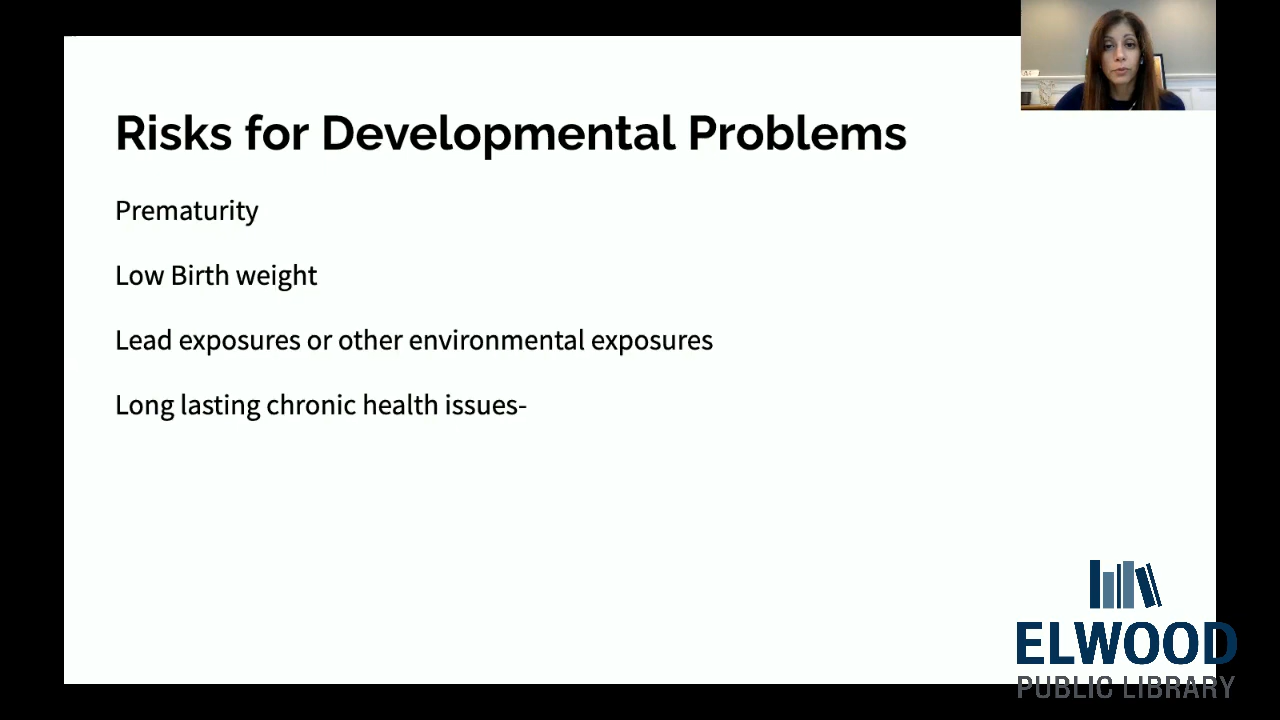 Risks for Developmental Problems
Prematurity
Low Birth weight
Lead exposures or other environmental exposures
Long lasting chronic health issues-
ELWOOD
PUBLIC LIBRARY